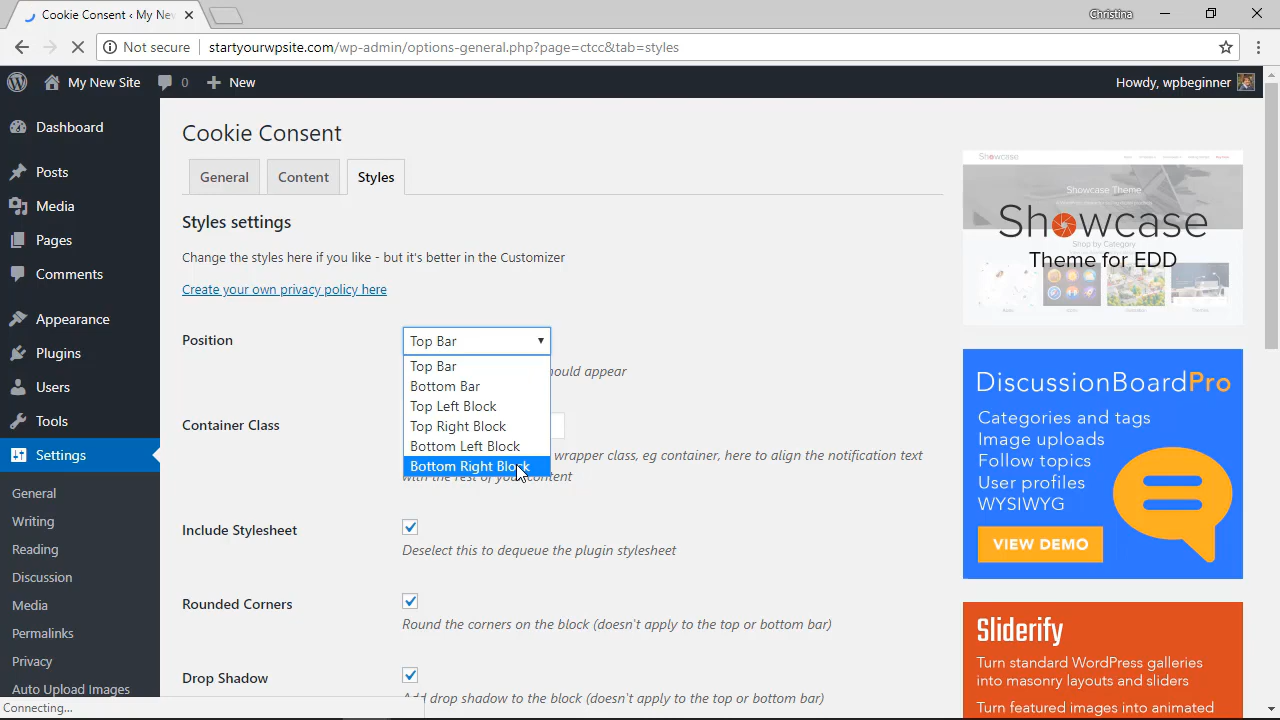 Cookie Consent ‹ My Nev
Christina
Not secure
startyourwpsite.com/wp-admin/options-general.php?page=ctcc&tab=styles
My New Site
0
New
Howdy, wpbeginner
Dashboard
Posts
Media
Pages
Comments
Appearance
Plugins
Users
Tools
Settings
General
Writing
Reading
Discussion
Media
Permalinks
Privacy
Auto Upload Images
Connecting...
Cookie Consent
General
Content
Styles
Styles settings
Change the styles here if you like - but it's better in the Customizer
Create your own privacy policy here
Position
Top Bar
Top Bar
Bottom Bar
Top Left Block
Top Right Block
Bottom Left Block
Bottom Right Block
ould appear
Container Class
wrapper class, eg container, here to align the notification text
with the rest of your content
Include Stylesheet
Deselect this to dequeue the plugin stylesheet
Rounded Corners
Round the corners on the block (doesn't apply to the top or bottom bar)
Drop Shadow
Add drop shadow to the block (doesn't apply to the top or bottom bar)
Showcase
Showcase Theme
Showcase
Shop by Category
Theme for EDD
DiscussionBoardPro
Categories and tags
Image uploads
Follow topics
User profiles
WYSIWYG
VIEW DEMO
Sliderify
Turn standard WordPress galleries
into masonry layouts and sliders
Turn featured images into animated